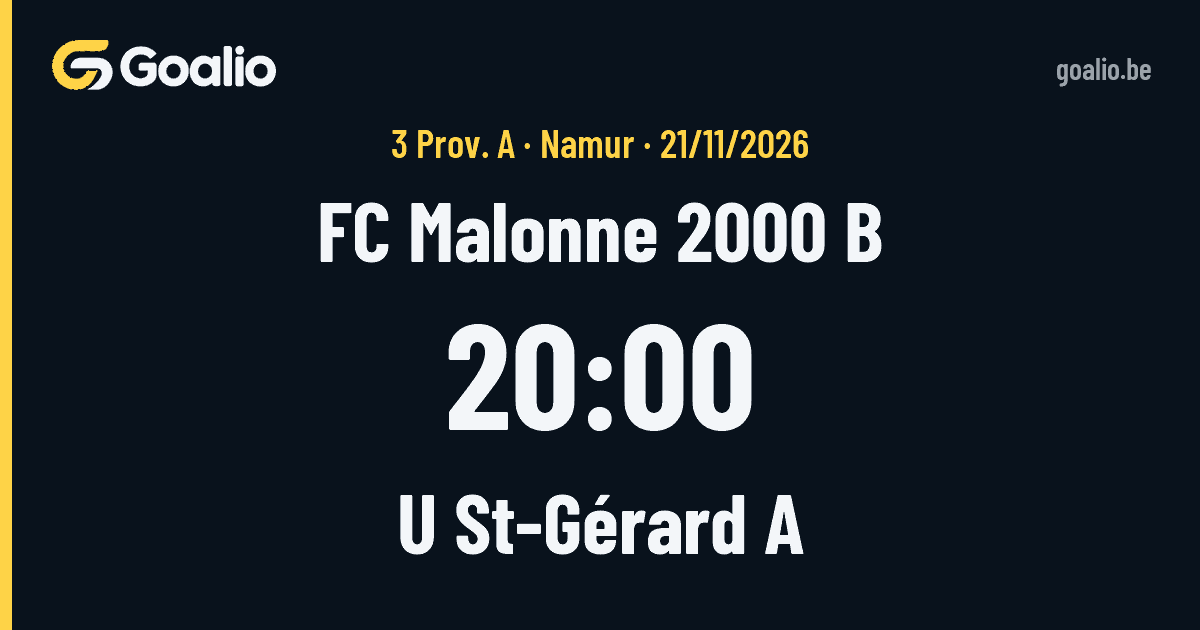 Goalio
goalio.be
3 Prov. A · Namur · 21/11/2026
FC Malonne 2000 B
20:00
U St-Gérard A